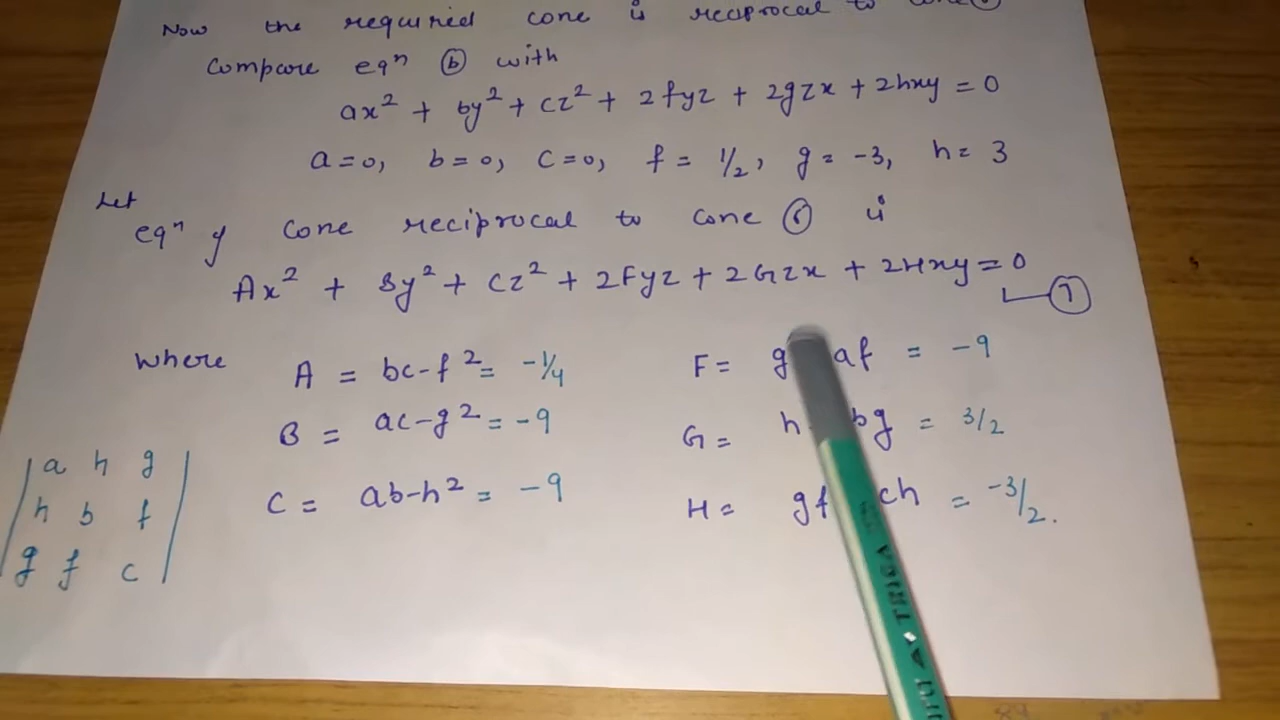 Now the required cone is reciprocal to cone
Compare eqⁿ ⓑ with
ax² + by² + cz² + 2fyz + 2gzx + 2hxy = 0
a=0, b=0, c=0, f = 1/2, g = -3, h = 3
Let
eqⁿ of cone reciprocal to cone is
Ax² + By² + Cz² + 2Fyz + 2Gzx + 2Hxy = 0
7
where A = bc-f² = -1/4 F = g af = -9
B = ac-g² = -9 G = h bg = 3/2
C = ab-h² = -9 H = gf ch = -3/2.
a h g
h b f
g f c